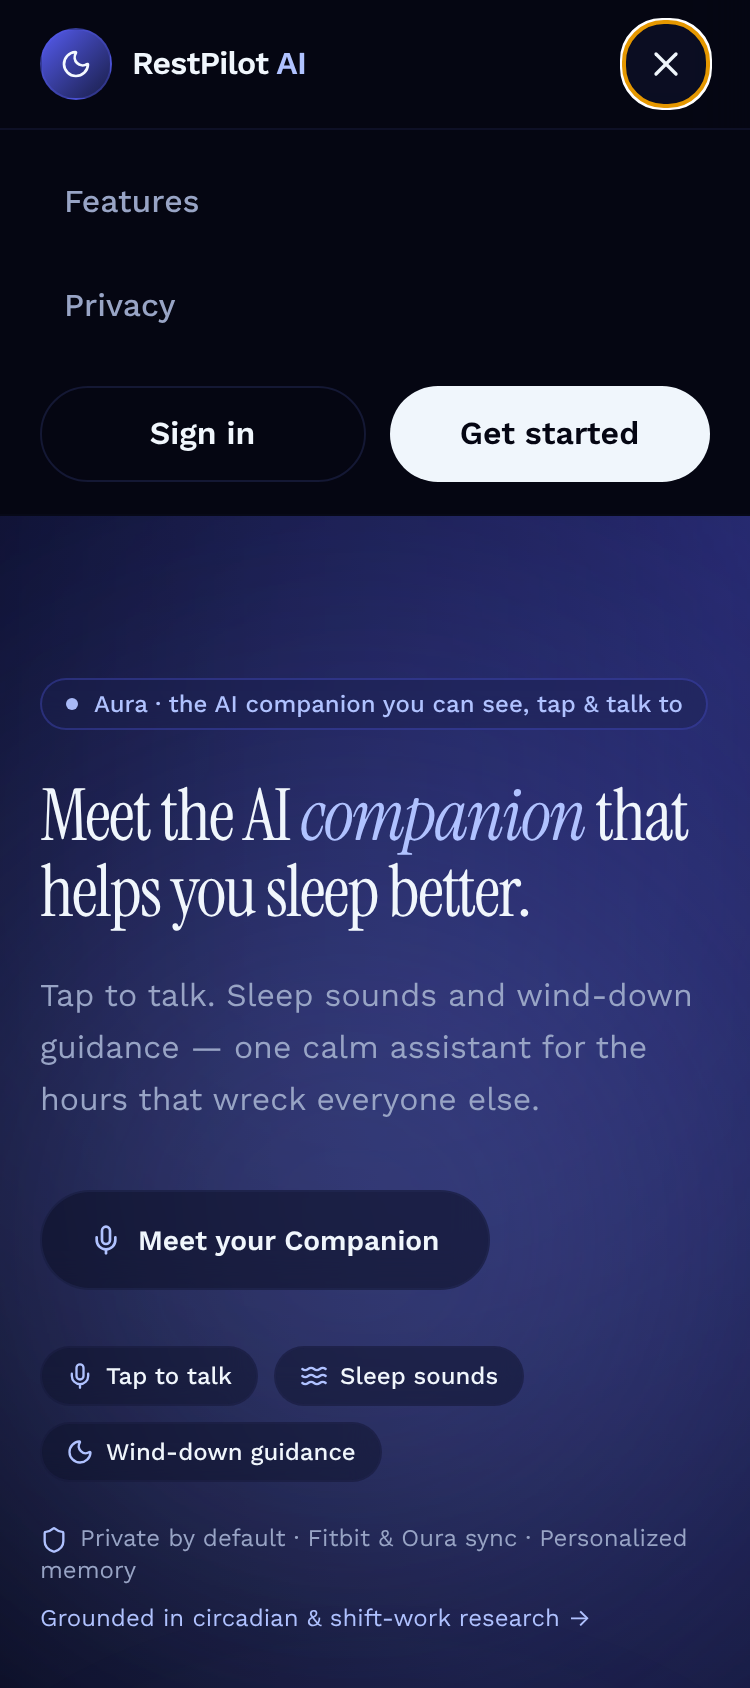 RestPilot AI
Features
Privacy
Sign in
Get started
Aura · the AI companion you can see, tap & talk to
Meet the AI companion that
helps you sleep better.
Tap to talk. Sleep sounds and wind-down
guidance — one calm assistant for the
hours that wreck everyone else.
Meet your Companion
Tap to talk
Sleep sounds
Wind-down guidance
Private by default · Fitbit & Oura sync · Personalized
memory
Grounded in circadian & shift-work research →